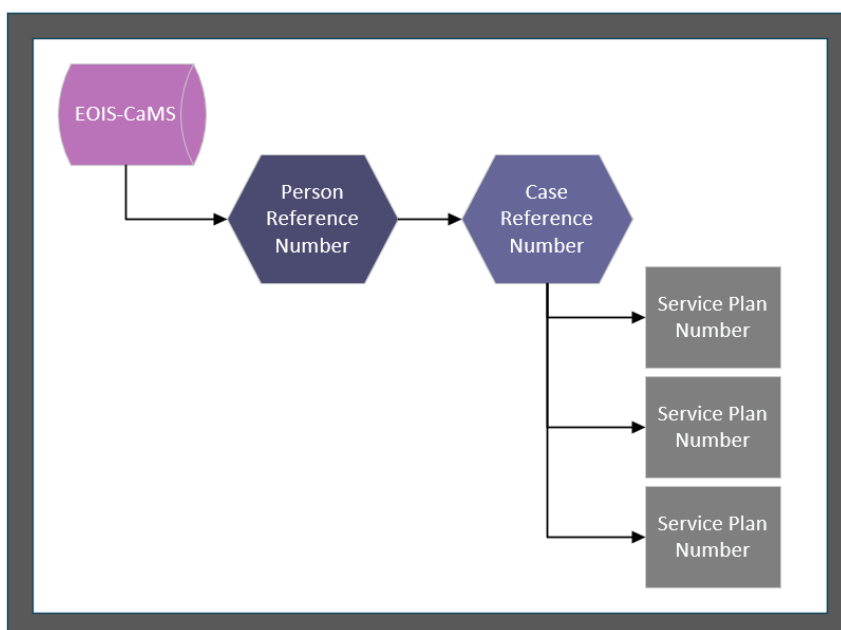 EOIS-CaMS
Person
Reference
Number
Case
Reference
Number
Service Plan
Number
Service Plan
Number
Service Plan
Number